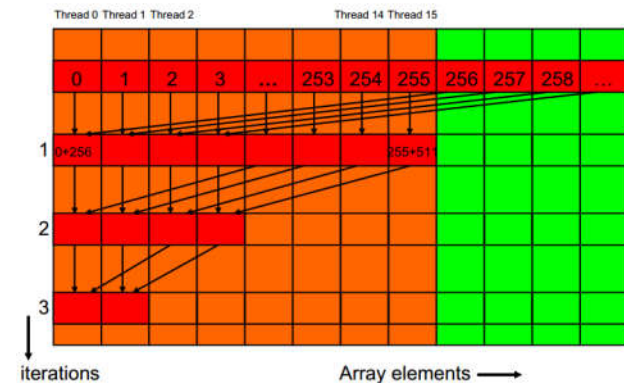 Thread 0 Thread 1 Thread 2 Thread 14 Thread 15
0 1 2 3 ... 253 254 255 256 257 258 ...
1 0+256 255+511
2
3
iterations Array elements